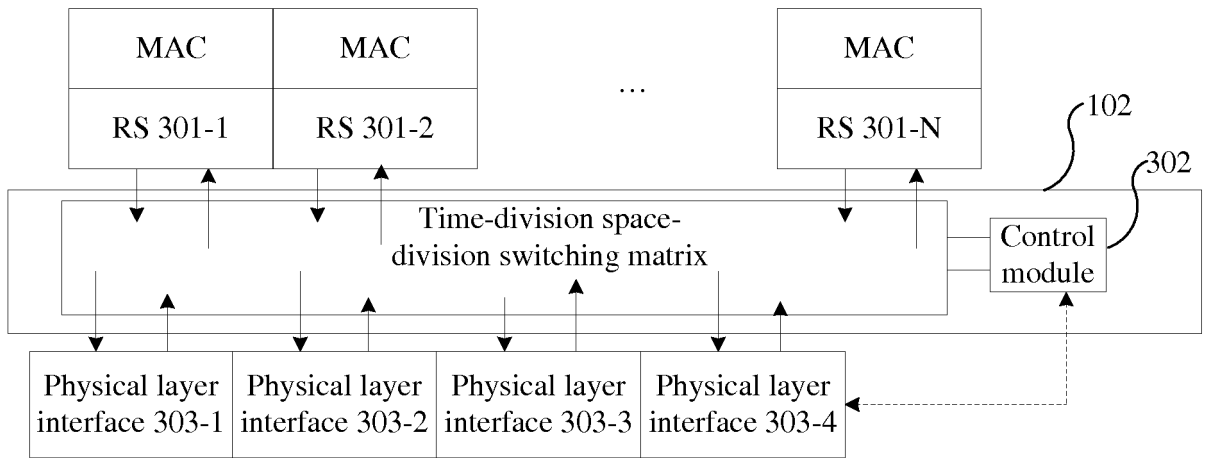 MAC
MAC
MAC
...
RS 301-1
RS 301-2
RS 301-N
102
302
Time-division space-
division switching matrix
Control
module
Physical layer
interface 303-1
Physical layer
interface 303-2
Physical layer
interface 303-3
Physical layer
interface 303-4